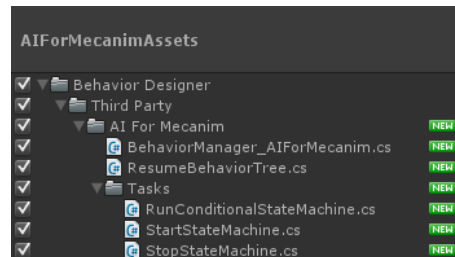 AIForMecanimAssets
Behavior Designer
Third Party
AI For Mecanim NEW
BehaviorManager_AIForMecanim.cs NEW
ResumeBehaviorTree.cs NEW
Tasks NEW
RunConditionalStateMachine.cs NEW
StartStateMachine.cs NEW
StopStateMachine.cs NEW